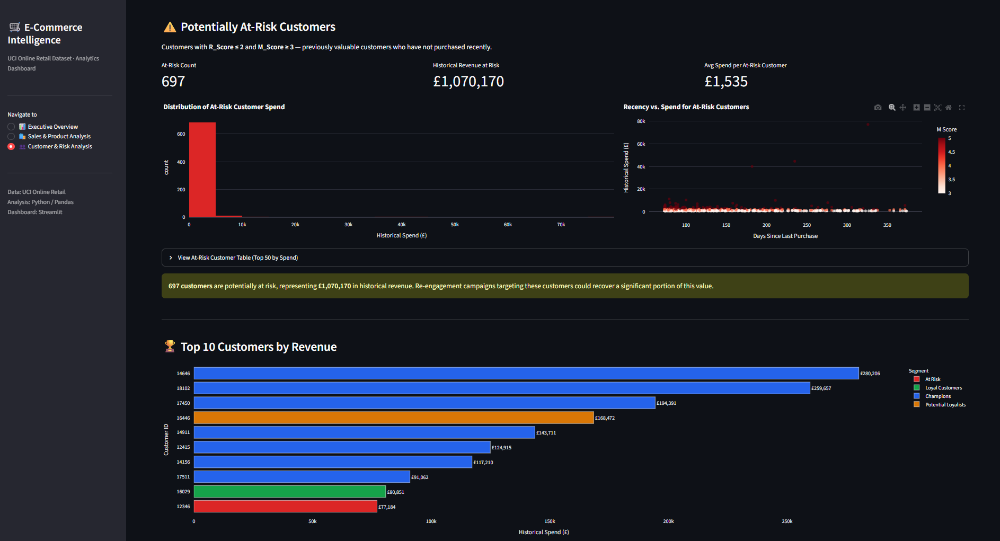 E-Commerce
Intelligence
UCI Online Retail Dataset · Analytics
Dashboard
Navigate to
Executive Overview
Sales & Product Analysis
Customer & Risk Analysis
Data: UCI Online Retail
Analysis: Python / Pandas
Dashboard: Streamlit
Potentially At-Risk Customers
Customers with R_Score ≤ 2 and M_Score ≥ 3 — previously valuable customers who have not purchased recently.
At-Risk Count
697
Historical Revenue at Risk
£1,070,170
Avg Spend per At-Risk Customer
£1,535
Distribution of At-Risk Customer Spend
count
600
400
200
0
0 10k 20k 30k 40k 50k 60k 70k
Historical Spend (£)
Recency vs. Spend for At-Risk Customers
Historical Spend (£)
80k
60k
40k
20k
0
100 150 200 250 300 350
Days Since Last Purchase
M Score
5
4.5
4
3.5
3
View At-Risk Customer Table (Top 50 by Spend)
697 customers are potentially at risk, representing £1,070,170 in historical revenue. Re-engagement campaigns targeting these customers could recover a significant portion of this value.
Top 10 Customers by Revenue
Customer ID
14646 £280,206
18102 £259,657
17450 £194,391
16446 £168,472
14911 £143,711
12415 £124,915
14156 £117,210
17511 £91,062
16029 £80,851
12346 £77,184
0 50k 100k 150k 200k 250k
Historical Spend (£)
Segment
At Risk
Loyal Customers
Champions
Potential Loyalists